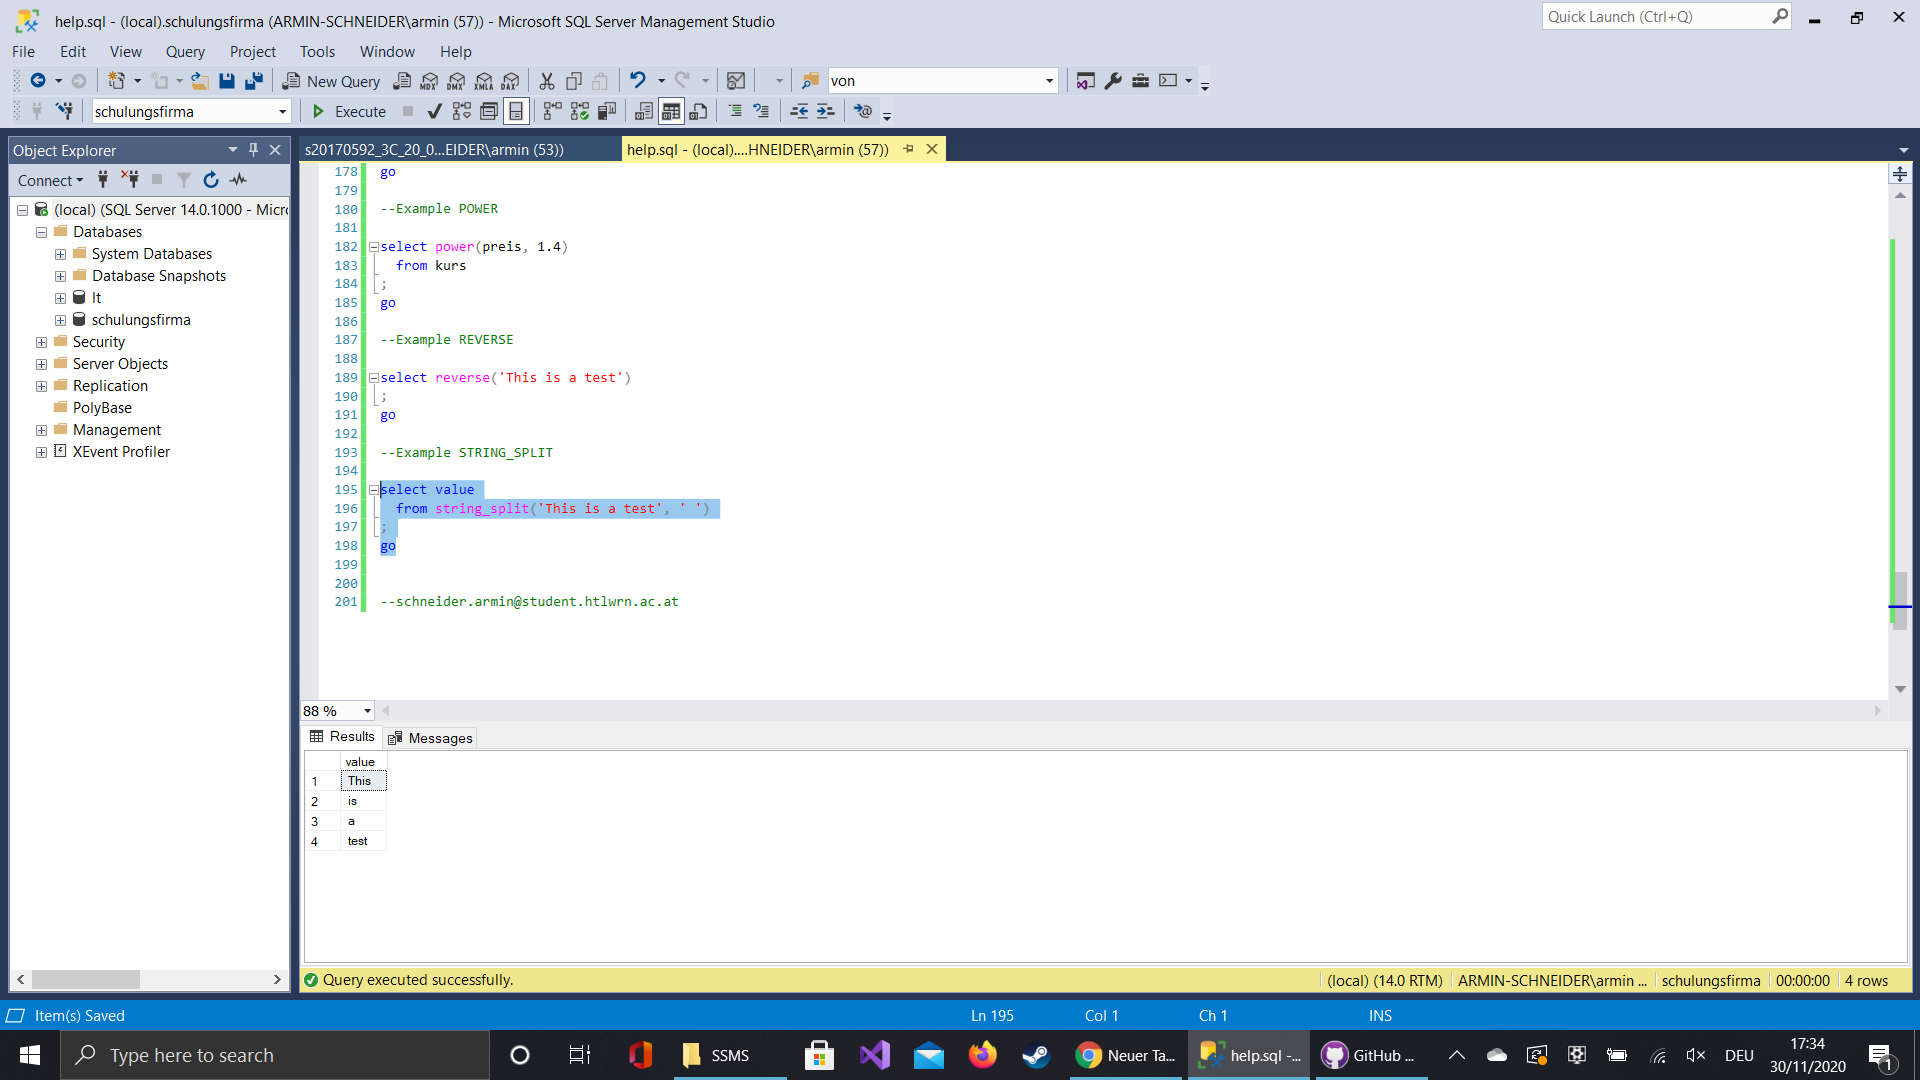 help.sql - (local).schulungsfirma (ARMIN-SCHNEIDER\armin (57)) - Microsoft SQL Server Management Studio
Quick Launch (Ctrl+Q)
File Edit View Query Project Tools Window Help
New Query
MDX DMX XMLA DAX
von
schulungsfirma
Execute
Object Explorer
s20170592_3C_20_0...EIDER\armin (53))
help.sql - (local)....HNEIDER\armin (57))
Connect
(local) (SQL Server 14.0.1000 - Micr
Databases
System Databases
Database Snapshots
lt
schulungsfirma
Security
Server Objects
Replication
PolyBase
Management
XEvent Profiler
178 go
179
180 --Example POWER
181
182 select power(preis, 1.4)
183 from kurs
184 ;
185 go
186
187 --Example REVERSE
188
189 select reverse('This is a test')
190 ;
191 go
192
193 --Example STRING_SPLIT
194
195 select value
196 from string_split('This is a test', ' ')
197 ;
198 go
199
200
201 --schneider.armin@student.htlwrn.ac.at
88 %
Results Messages
value
1 This
2 is
3 a
4 test
Query executed successfully.
(local) (14.0 RTM) ARMIN-SCHNEIDER\armin ... schulungsfirma 00:00:00 4 rows
Item(s) Saved
Ln 195 Col 1 Ch 1 INS
Type here to search
SSMS
Neuer Ta...
help.sql -...
GitHub ...
DEU
17:34
30/11/2020
1